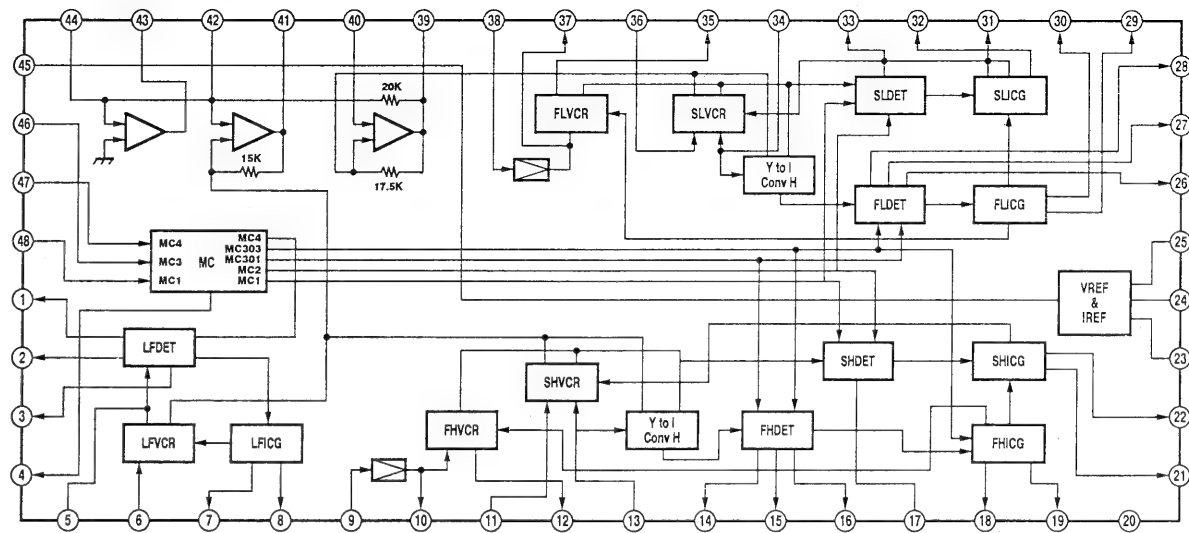 44 43 42 41 40 39 38 37 36 35 34 33 32 31 30 29
45
28
20K
SLDET SLICG
FLVCR SLVCR
46
27
15K
17.5K
Y to I
Conv H
47
26
FLDET FLICG
48
MC4 MC4
MC303
MC3 MC MC301
MC2
MC1 MC1
25
1
VREF
&
IREF
24
LFDET
2
SHDET SHICG
23
SHVCR
3
22
LFVCR LFICG FHVCR
Y to I
Conv H
FHDET FHICG
4
21
5 6 7 8 9 10 11 12 13 14 15 16 17 18 19 20